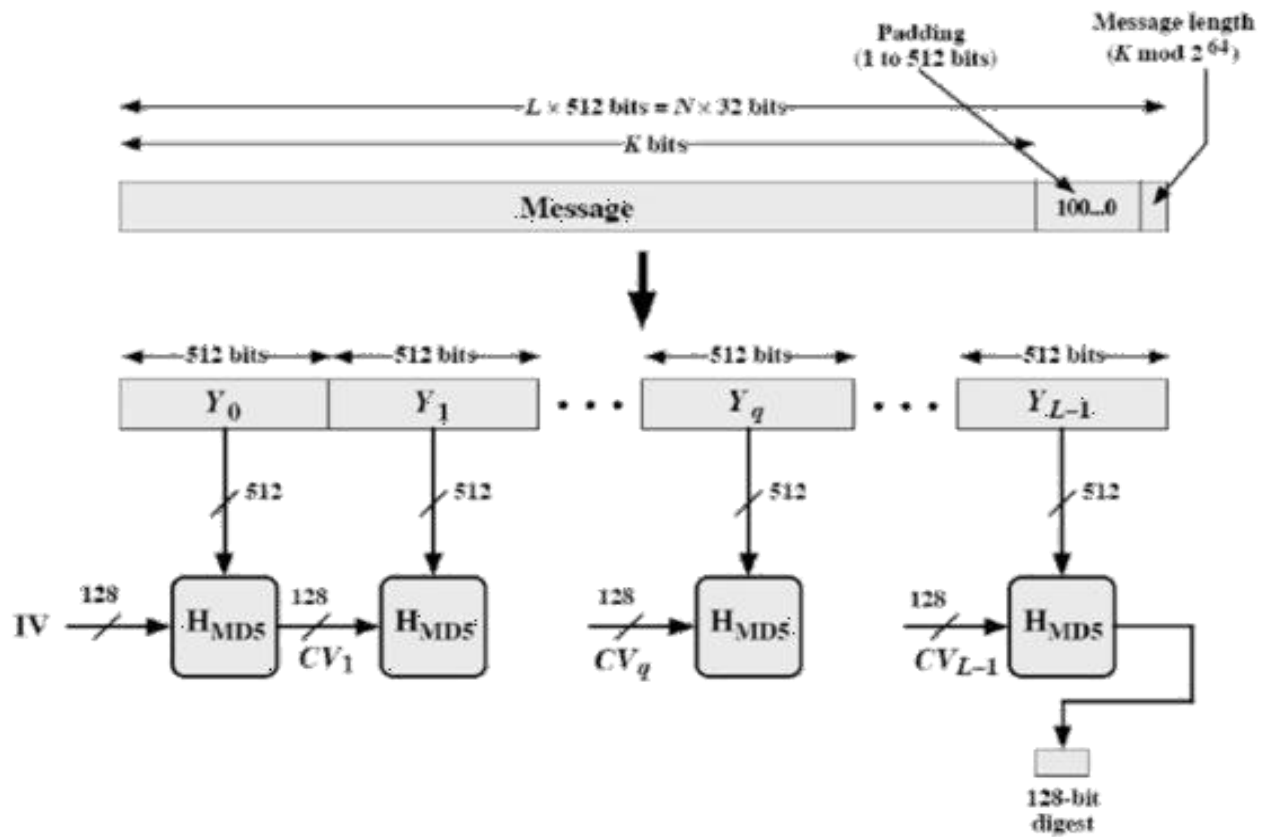 Padding
(1 to 512 bits)
Message length
(K mod 2^64)
L × 512 bits = N × 32 bits
K bits
Message
100...0
512 bits
512 bits
512 bits
512 bits
Y0
Y1
• • •
Yq
• • •
YL–1
512
512
512
512
IV
128
HMD5
128
CV1
HMD5
128
CVq
HMD5
128
CVL–1
HMD5
128-bit
digest